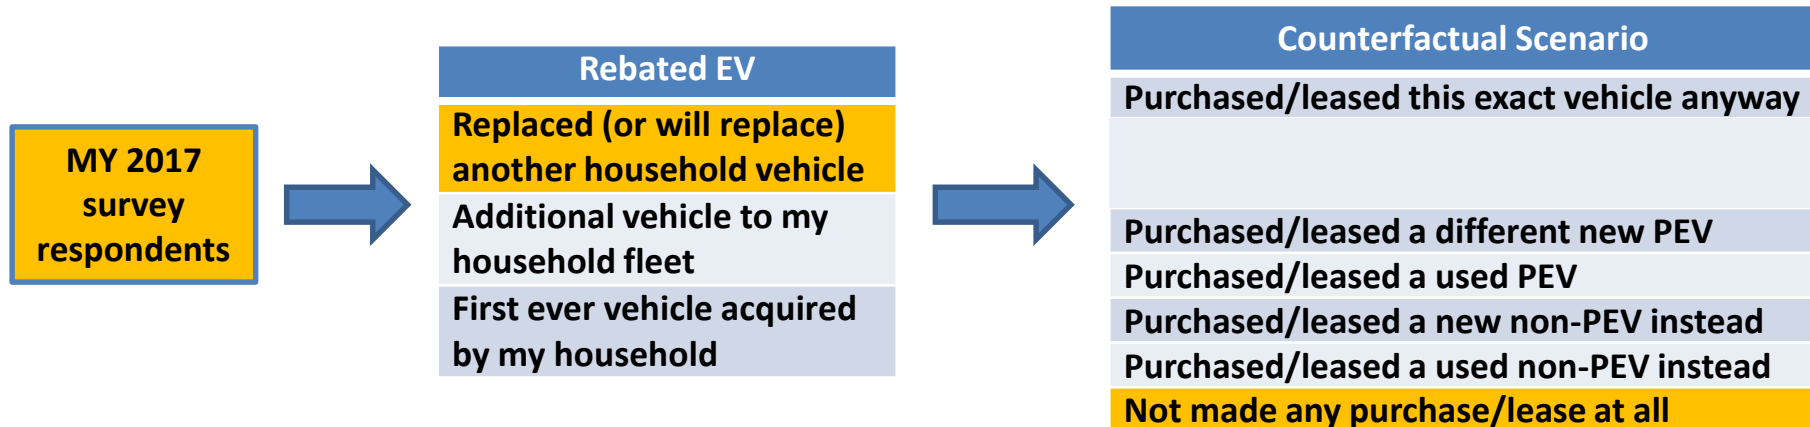 MY 2017
survey
respondents
Rebated EV
Replaced (or will replace)
another household vehicle
Additional vehicle to my
household fleet
First ever vehicle acquired
by my household
Counterfactual Scenario
Purchased/leased this exact vehicle anyway
Purchased/leased a different new PEV
Purchased/leased a used PEV
Purchased/leased a new non-PEV instead
Purchased/leased a used non-PEV instead
Not made any purchase/lease at all